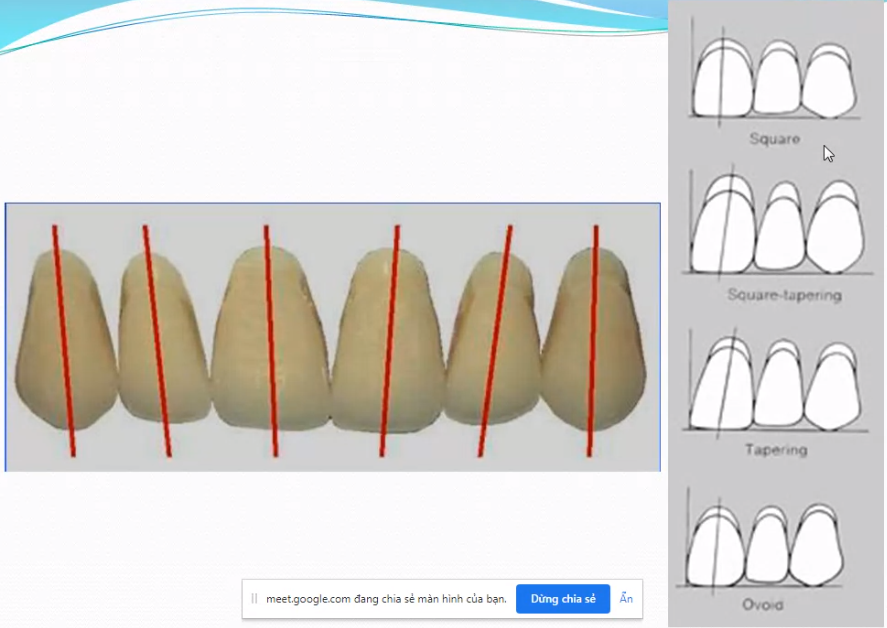 Square
Square-tapering
Tapering
Ovoid
meet.google.com đang chia sẻ màn hình của bạn.
Dừng chia sẻ
Ẩn